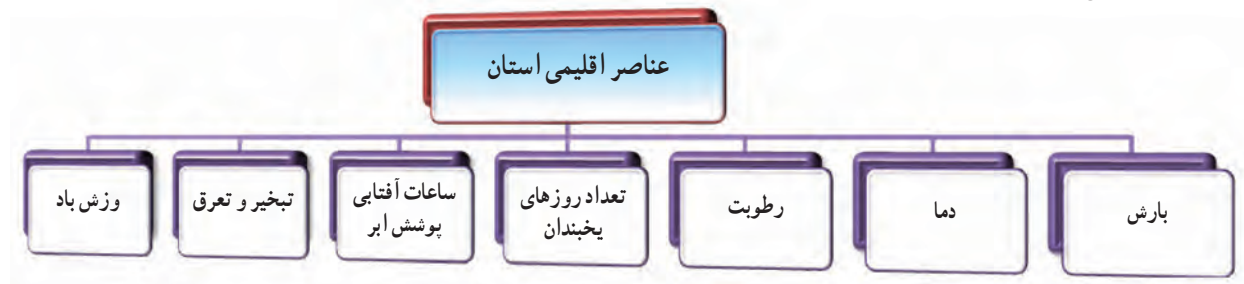 عناصر اقلیمی استان
بارش
دما
رطوبت
تعداد روزهای
یخبندان
ساعات آفتابی
پوشش ابر
تبخیر و تعرق
وزش باد